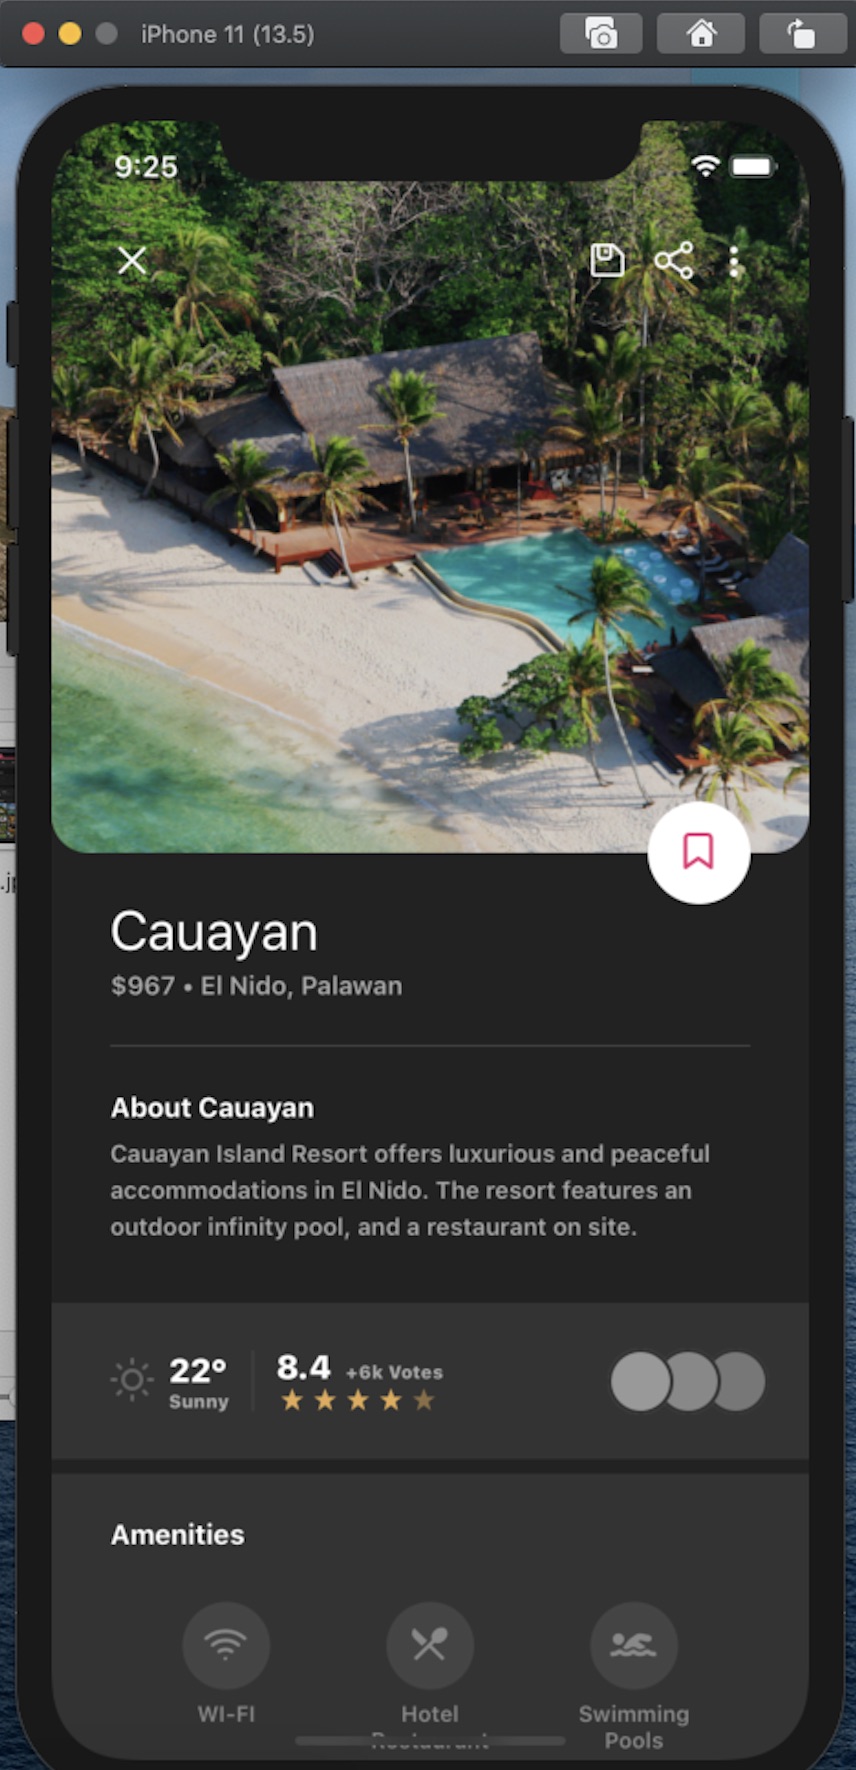 iPhone 11 (13.5)
9:25
.j
Cauayan
$967 • El Nido, Palawan
About Cauayan
Cauayan Island Resort offers luxurious and peaceful
accommodations in El Nido. The resort features an
outdoor infinity pool, and a restaurant on site.
22° 8.4 +6k Votes
Sunny
Amenities
WI-FI Hotel Swimming
Restaurant Pools